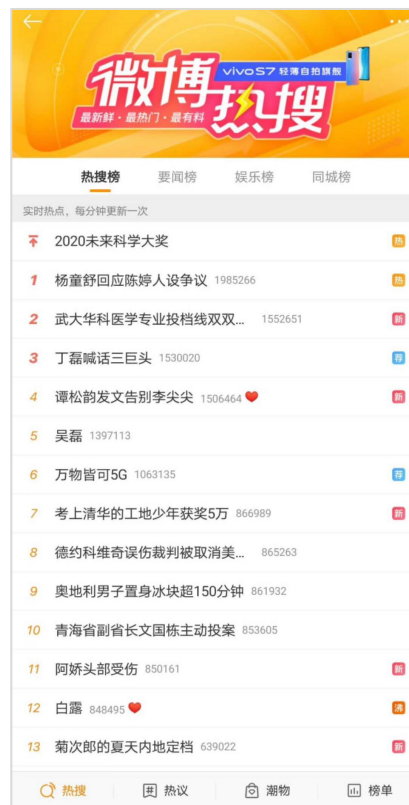 微博热搜
vivo S7 轻薄自拍旗舰
最新鲜·最热门·最有料
热搜榜 要闻榜 娱乐榜 同城榜
实时热点，每分钟更新一次
2020未来科学大奖 热
1 杨童舒回应陈婷人设争议 1985266 热
2 武大华科医学专业投档线双双... 1552651 新
3 丁磊喊话三巨头 1530020 荐
4 谭松韵发文告别李尖尖 1506464 新
5 吴磊 1397113
6 万物皆可5G 1063135 荐
7 考上清华的工地少年获奖5万 866989 新
8 德约科维奇误伤裁判被取消美... 865263
9 奥地利男子置身冰块超150分钟 861932
10 青海省副省长文国栋主动投案 853605
11 阿娇头部受伤 850161 新
12 白露 848495 沸
13 菊次郎的夏天内地定档 639022 新
热搜 # 热议 潮物 榜单